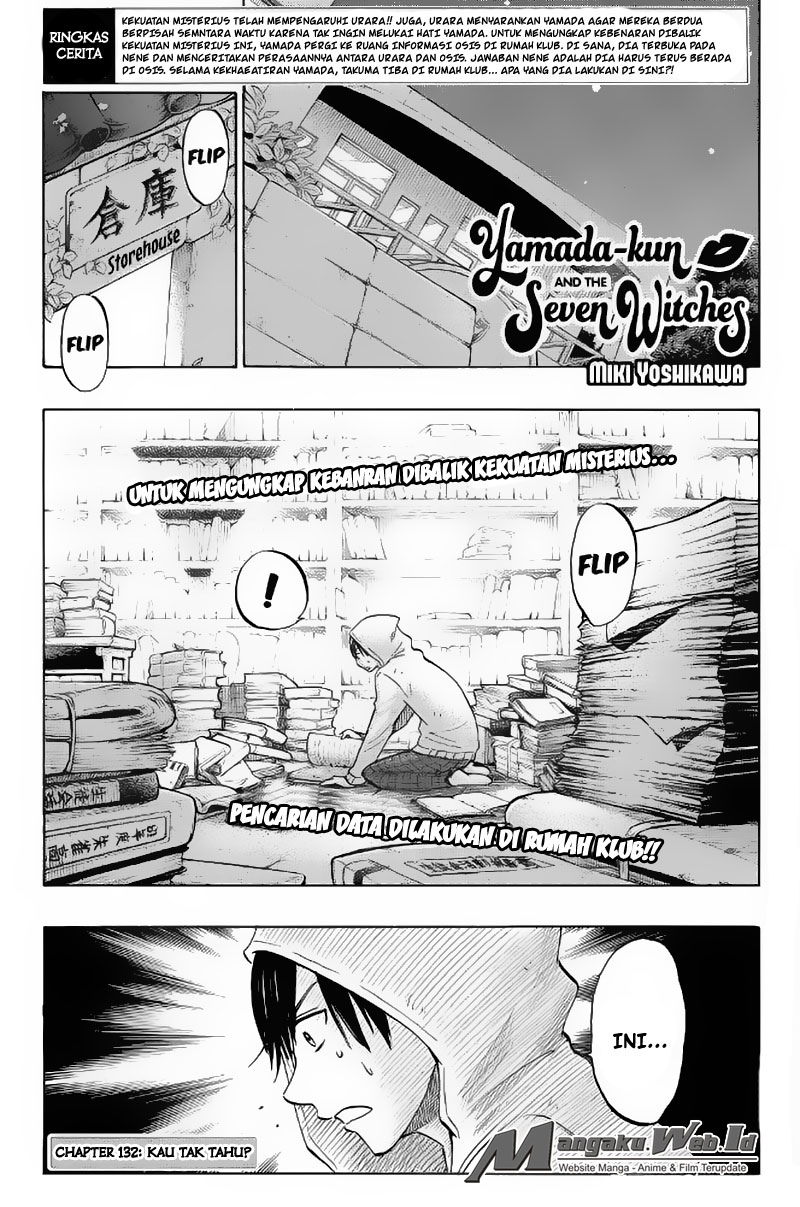 RINGKAS
CERITA
KEKUATAN MISTERIUS TELAH MEMPENGARUHI URARA!! JUGA, URARA MENYARANKAN YAMADA AGAR MEREKA BERDUA
BERPISAH SEMNTARA WAKTU KARENA TAK INGIN MELUKAI HATI YAMADA. UNTUK MENGUNGKAP KEBENARAN DIBALIK
KEKUATAN MISTERIUS INI, YAMADA PERGI KE RUANG INFORMASI OSIS DI RUMAH KLUB. DI SANA, DIA TERBUKA PADA
NENE DAN MENGCERITAKAN PERASAANNYA ANTARA URARA DAN OSIS. JAWABAN NENE ADALAH DIA HARUS TERUS BERADA
DI OSIS. SELAMA KEKHAEATIRAN YAMADA, TAKUMA TIBA DI RUMAH KLUB... APA YANG DIA LAKUKAN DI SINI?!
FLIP
倉庫
Storehouse
FLIP
Yamada-kun
AND THE
Seven Witches
MIKI YOSHIKAWA
UNTUK MENGUNGKAP KEBANRAN DIBALIK KEKUATAN MISTERIUS...
FLIP
!
生徒会活
PENCARIAN DATA DILAKUKAN DI RUMAH KLUB!!
INI...
CHAPTER 132: KAU TAK TAHU?
Mangaku.Web.Id
Website Manga - Anime & Film Terupdate